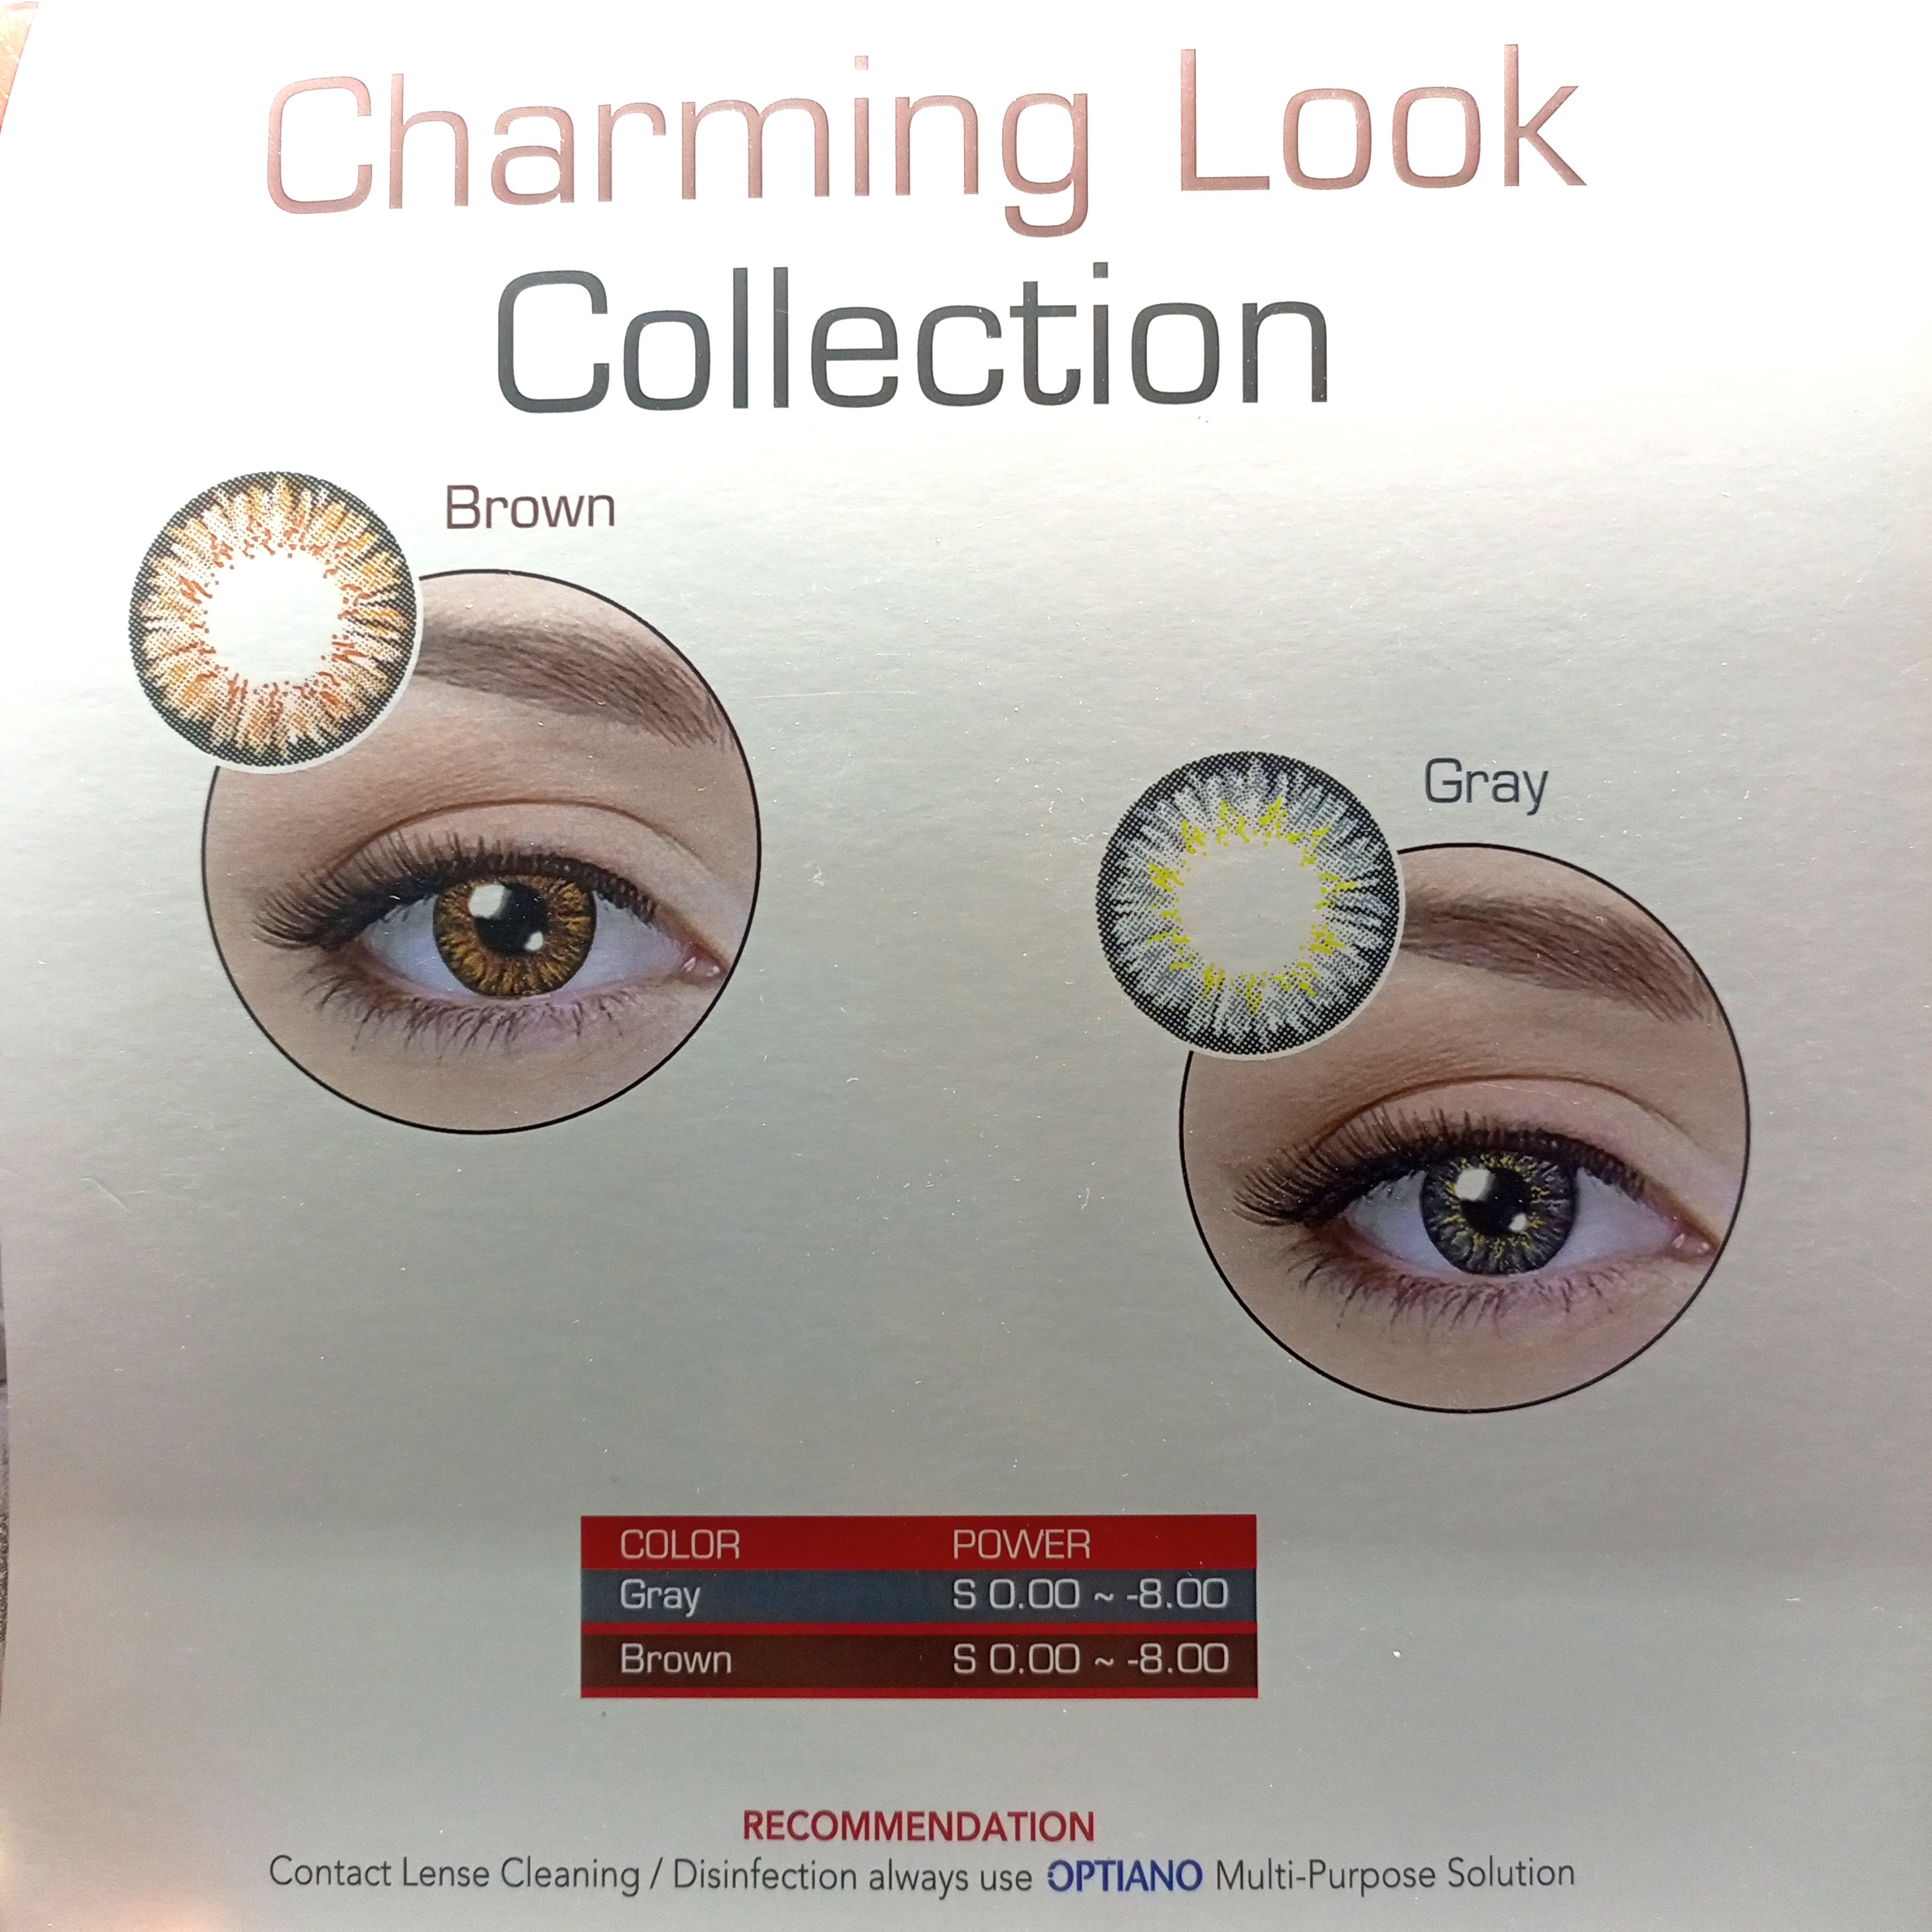 Charming Look
Collection
Brown
Gray
COLOR POWER
Gray S 0.00 ~ -8.00
Brown S 0.00 ~ -8.00
RECOMMENDATION
Contact Lense Cleaning / Disinfection always use OPTIANO Multi-Purpose Solution